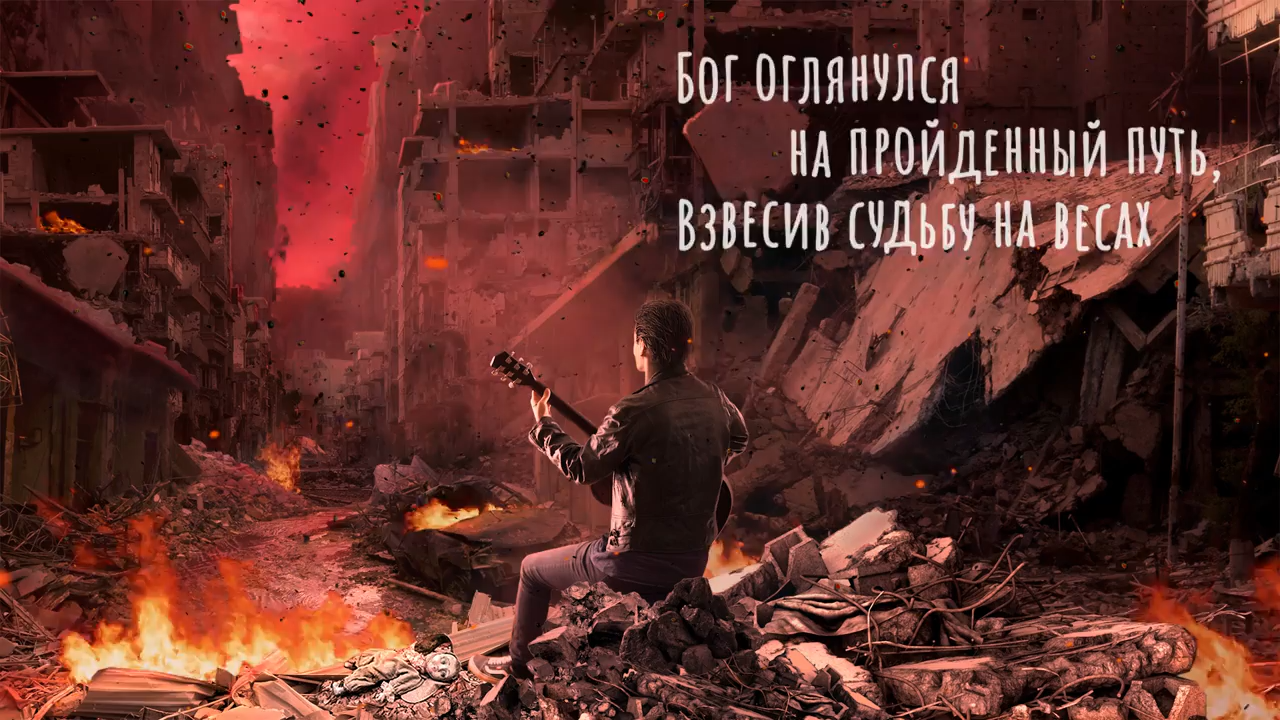 Бог оглянулся
на пройденный путь,
Взвесив судьбу на весах